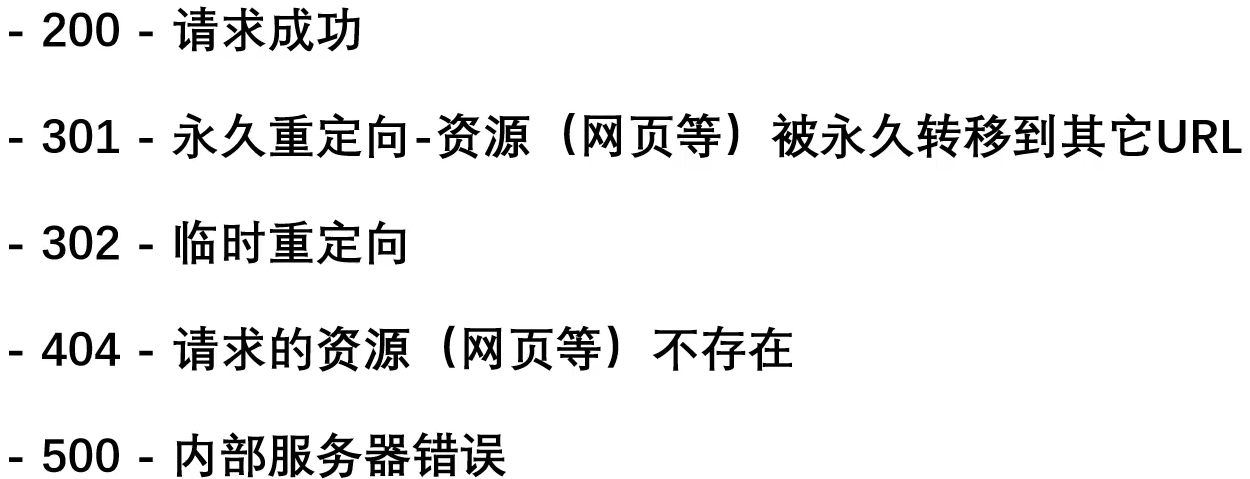 - 200 - 请求成功
- 301 - 永久重定向-资源（网页等）被永久转移到其它URL
- 302 - 临时重定向
- 404 - 请求的资源（网页等）不存在
- 500 - 内部服务器错误